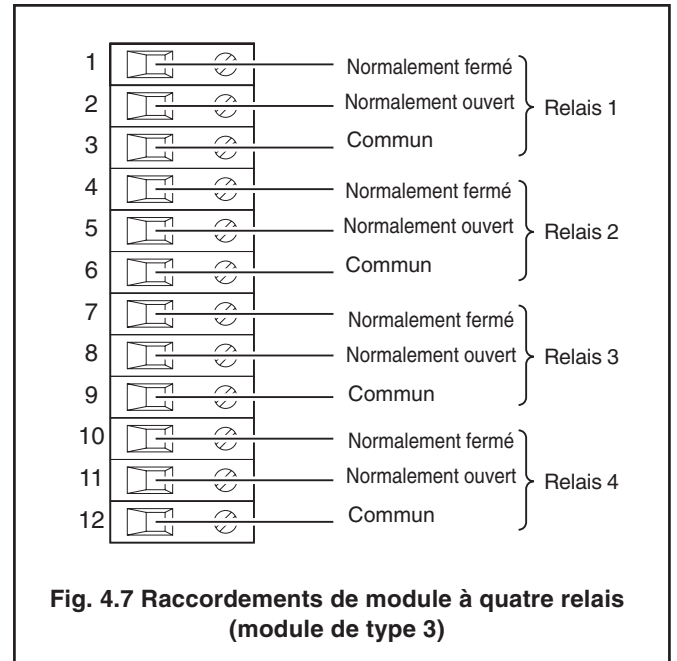 1 Normalement fermé
2 Normalement ouvert
3 Commun
Relais 1
4 Normalement fermé
5 Normalement ouvert
6 Commun
Relais 2
7 Normalement fermé
8 Normalement ouvert
9 Commun
Relais 3
10 Normalement fermé
11 Normalement ouvert
12 Commun
Relais 4
Fig. 4.7 Raccordements de module à quatre relais
(module de type 3)